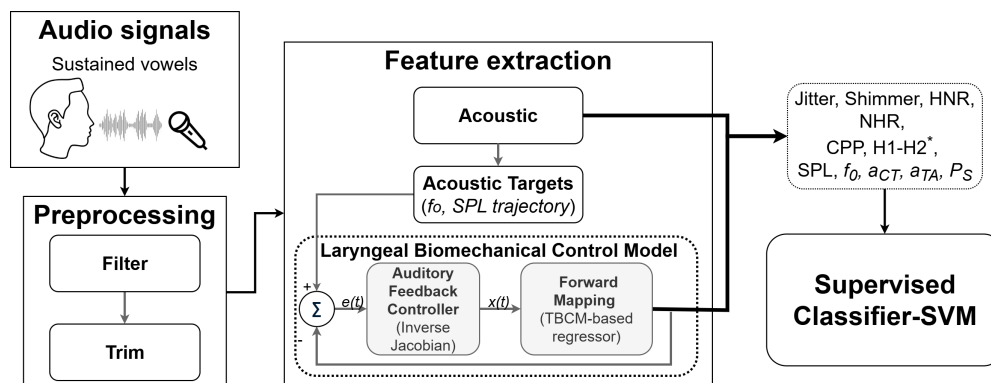 Audio signals
Sustained vowels
Preprocessing
Filter
Trim
Feature extraction
Acoustic
Acoustic Targets
(fo, SPL trajectory)
Laryngeal Biomechanical Control Model
+
Σ
-
e(t)
Auditory
Feedback
Controller
(Inverse
Jacobian)
x(t)
Forward
Mapping
(TBCM-based
regressor)
Jitter, Shimmer, HNR,
NHR,
CPP, H1-H2*,
SPL, f0, aCT, aTA, PS
Supervised
Classifier-SVM